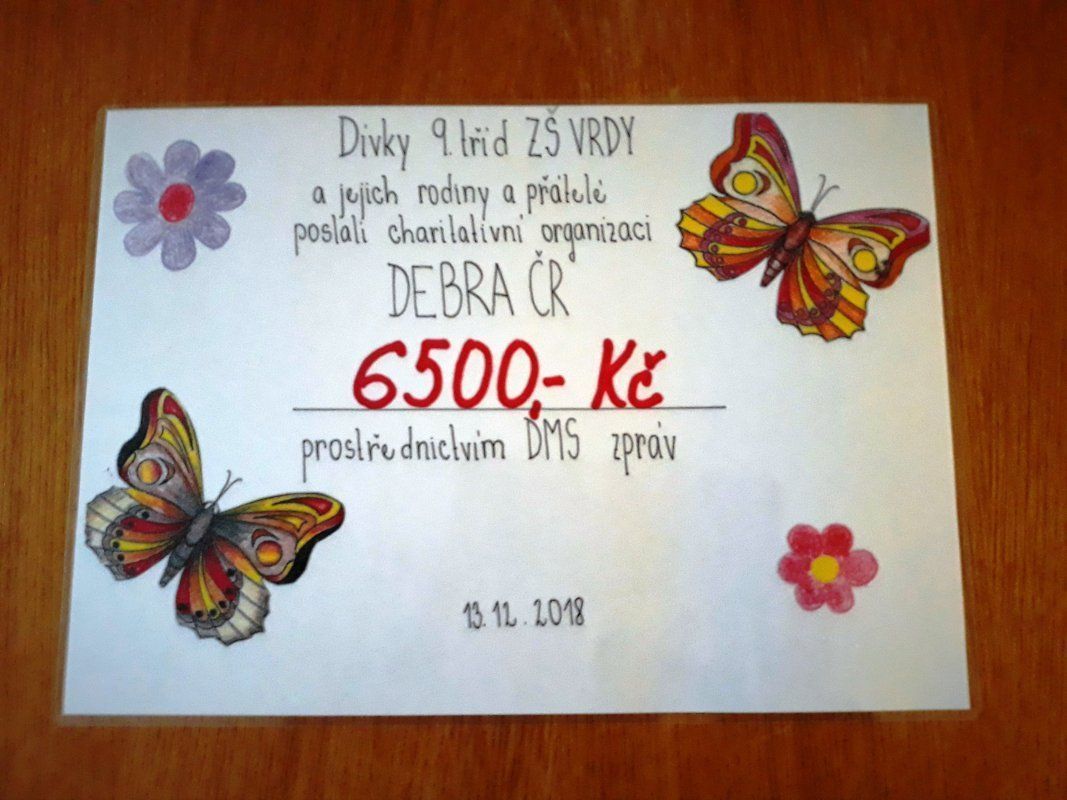 Divky 9. tříd ZŠ VRDY
a jejich rodiny a přátelé
poslali charitativní organizaci
DEBRA ČR
6500,- Kč
prostřednictvím DMS zpráv
13.12.2018